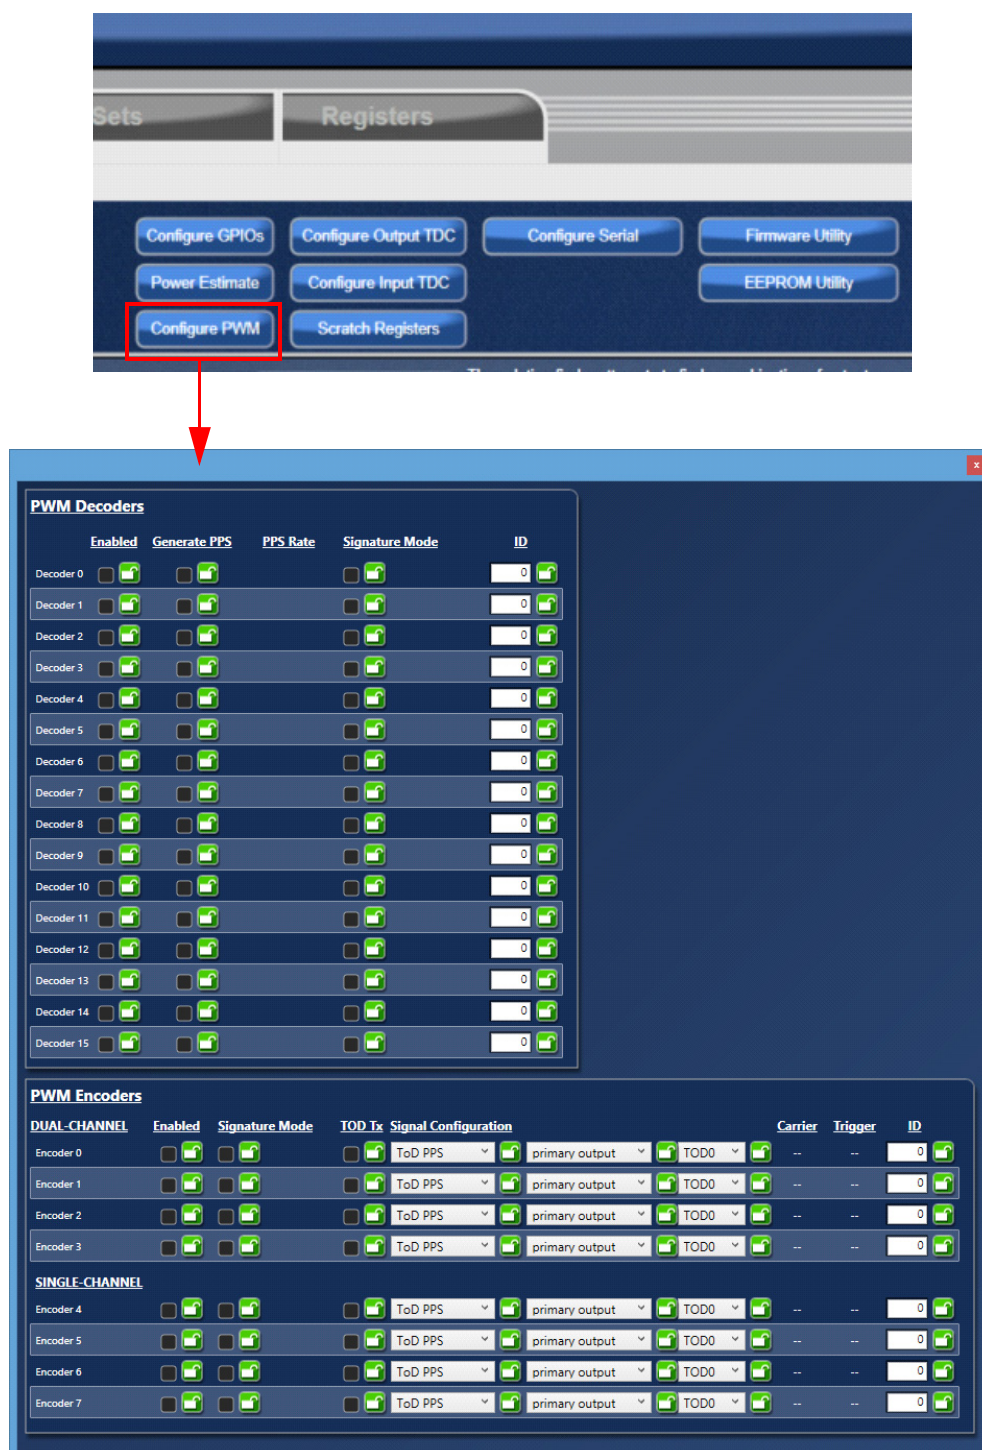 Sets Registers
Configure GPIOs Configure Output TDC Configure Serial Firmware Utility
Power Estimate Configure Input TDC EEPROM Utility
Configure PWM Scratch Registers
x
PWM Decoders
Enabled Generate PPS PPS Rate Signature Mode ID
Decoder 0 0
Decoder 1 0
Decoder 2 0
Decoder 3 0
Decoder 4 0
Decoder 5 0
Decoder 6 0
Decoder 7 0
Decoder 8 0
Decoder 9 0
Decoder 10 0
Decoder 11 0
Decoder 12 0
Decoder 13 0
Decoder 14 0
Decoder 15 0
PWM Encoders
DUAL-CHANNEL Enabled Signature Mode TOD Tx Signal Configuration Carrier Trigger ID
Encoder 0 ToD PPS primary output TOD0 -- -- 0
Encoder 1 ToD PPS primary output TOD0 -- -- 0
Encoder 2 ToD PPS primary output TOD0 -- -- 0
Encoder 3 ToD PPS primary output TOD0 -- -- 0
SINGLE-CHANNEL
Encoder 4 ToD PPS primary output TOD0 -- -- 0
Encoder 5 ToD PPS primary output TOD0 -- -- 0
Encoder 6 ToD PPS primary output TOD0 -- -- 0
Encoder 7 ToD PPS primary output TOD0 -- -- 0